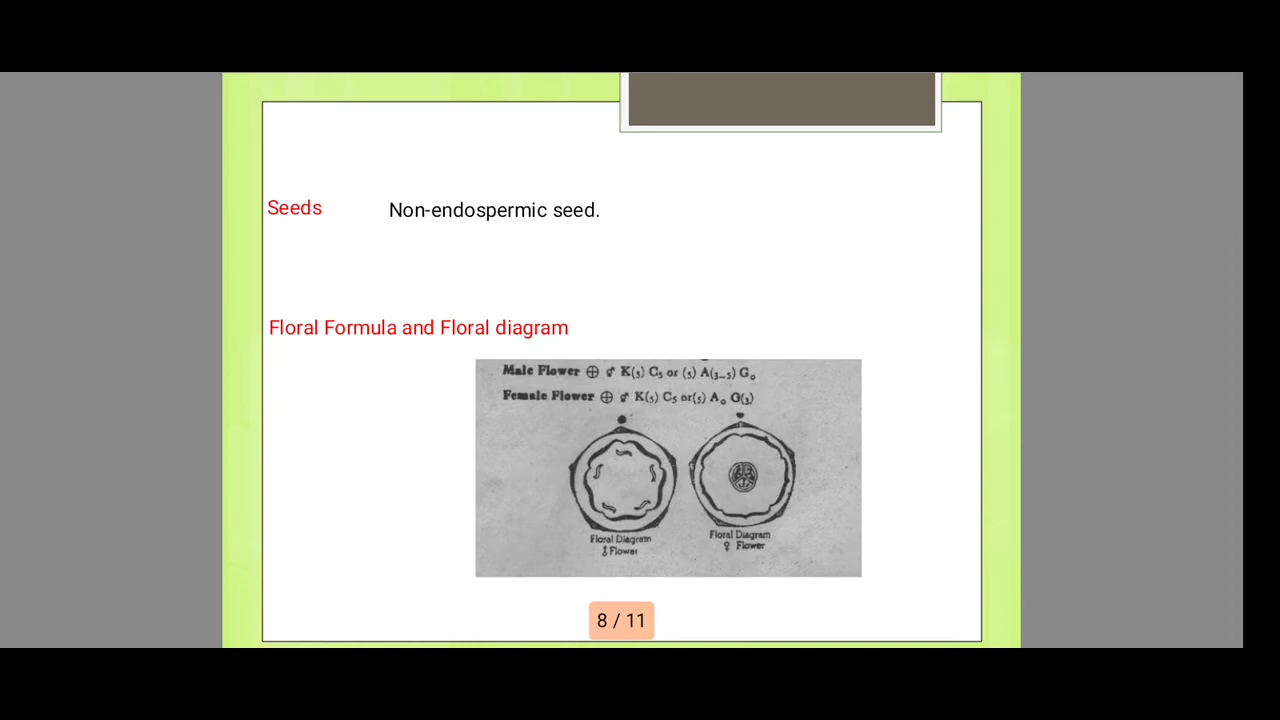 Seeds
Non-endospermic seed.
Floral Formula and Floral diagram
Male Flower ⊕ ⚦ K(5) C5 or (5) A(3–5) G0
Female Flower ⊕ ⚦ K(5) C5 or(5) A0 G(3)
Floral Diagram
Flower
Floral Diagram
♀ Flower
8 / 11